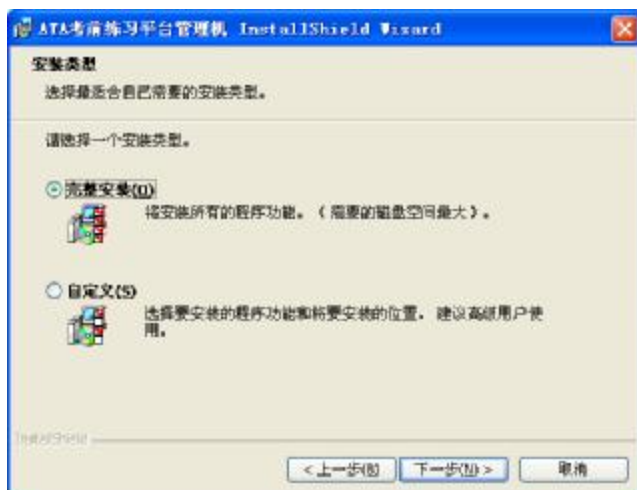 ATA考前练习平台管理机 InstallShield Wizard
安装类型
选择最适合自己需要的安装类型。
请选择一个安装类型。
完整安装(O)
将安装所有的程序功能。(需要的磁盘空间最大)。
自定义(S)
选择要安装的程序功能和将要安装的位置。建议高级用户使
用。
InstallShield
<上一步(B)
下一步(N)>
取消